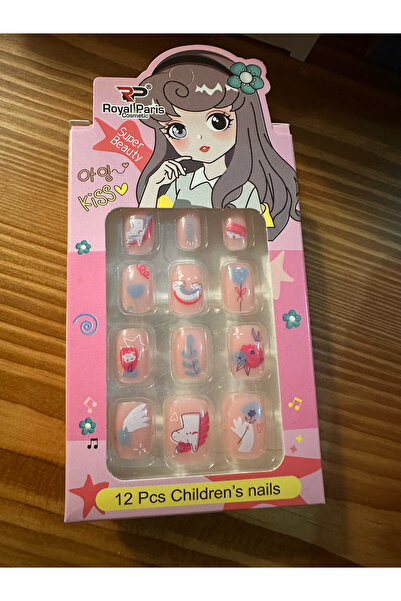 RP
Royal Paris
Cosmetic
Super
Beauty
아잉~
Kiss
12 Pcs Children's nails